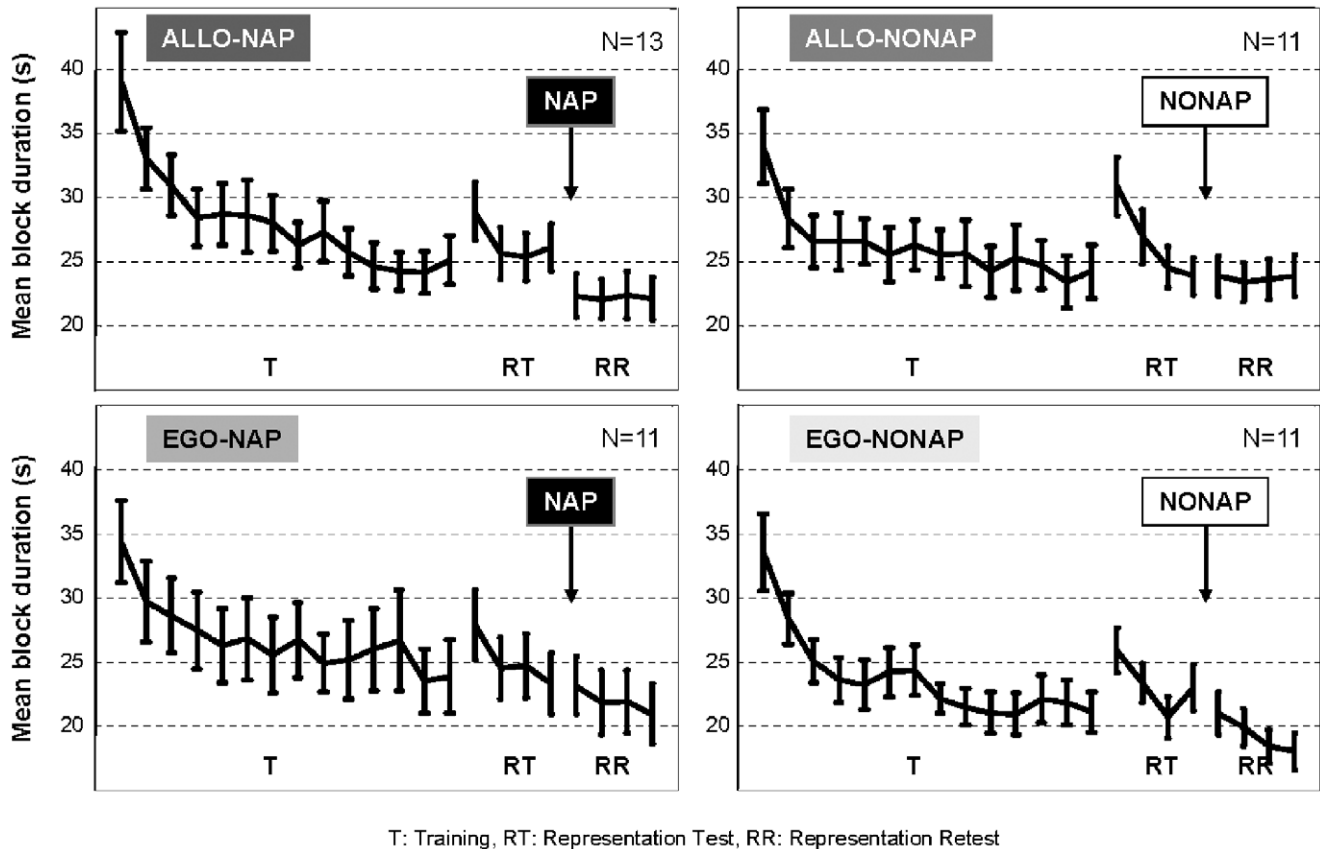 ALLO-NAP
N=13
NAP
Mean block duration (s)
40
35
30
25
20
T
RT
RR
ALLO-NONAP
N=11
NONAP
40
35
30
25
20
T
RT
RR
EGO-NAP
N=11
NAP
Mean block duration (s)
40
35
30
25
20
T
RT
RR
EGO-NONAP
N=11
NONAP
40
35
30
25
20
T
RT
RR
T: Training, RT: Representation Test, RR: Representation Retest